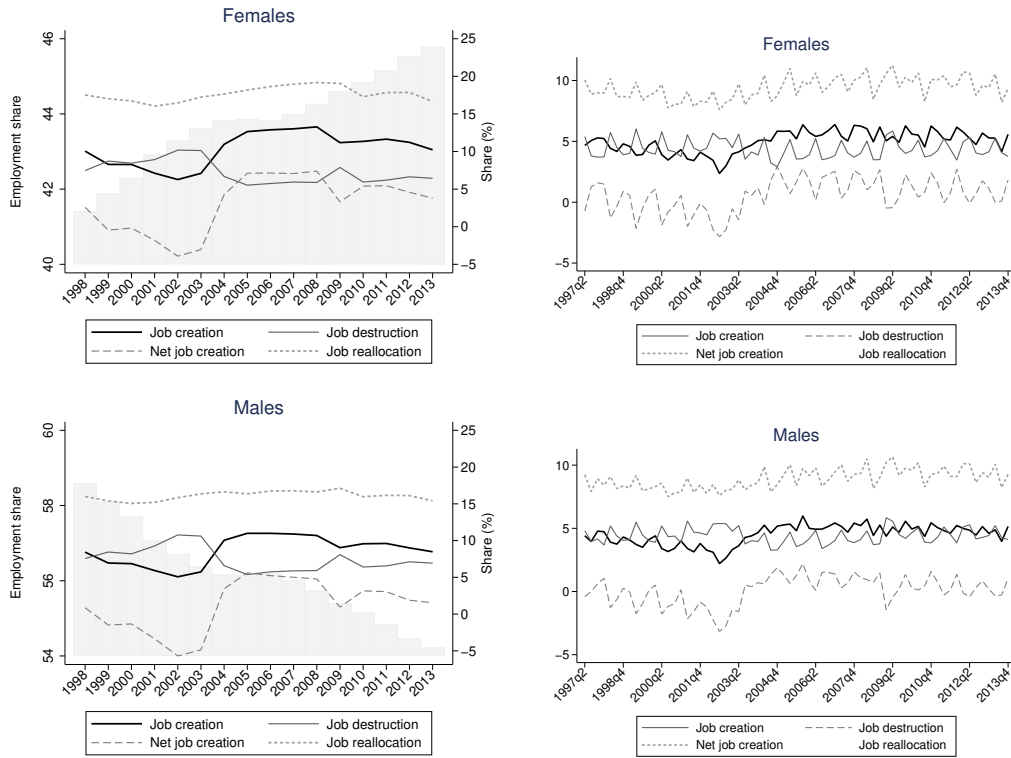 Females
46
44
42
40
Employment share
25
20
15
10
5
0
−5
Share (%)
1998
1999
2000
2001
2002
2003
2004
2005
2006
2007
2008
2009
2010
2011
2012
2013
Job creation
Job destruction
Net job creation
Job reallocation
Females
10
5
0
−5
1997q2
1998q4
2000q2
2001q4
2003q2
2004q4
2006q2
2007q4
2009q2
2010q4
2012q2
2013q4
Job creation
Job destruction
Net job creation
Job reallocation
Males
60
58
56
54
Employment share
25
20
15
10
5
0
−5
Share (%)
1998
1999
2000
2001
2002
2003
2004
2005
2006
2007
2008
2009
2010
2011
2012
2013
Job creation
Job destruction
Net job creation
Job reallocation
Males
10
5
0
−5
1997q2
1998q4
2000q2
2001q4
2003q2
2004q4
2006q2
2007q4
2009q2
2010q4
2012q2
2013q4
Job creation
Job destruction
Net job creation
Job reallocation